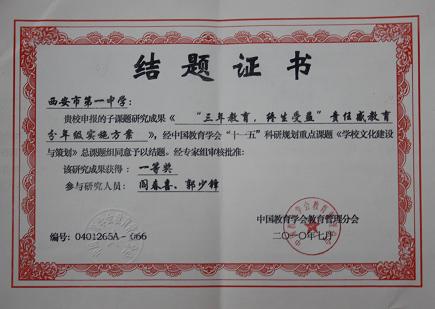 结题证书
西安市第一中学：
贵校申报的子课题研究成果《 “三年教育，终生受益”责任感教育
分年级实施方案 》，经中国教育学会“十一五”科研规划重点课题《学校文化建设
与策划》总课题组同意予以结题。经专家组审核批准：
该研究成果获得： 一等奖
参与研究人员： 阎春喜、郭少锋
中国教育学会教育管理分会
二〇一〇年七月
编号：0401265A－066